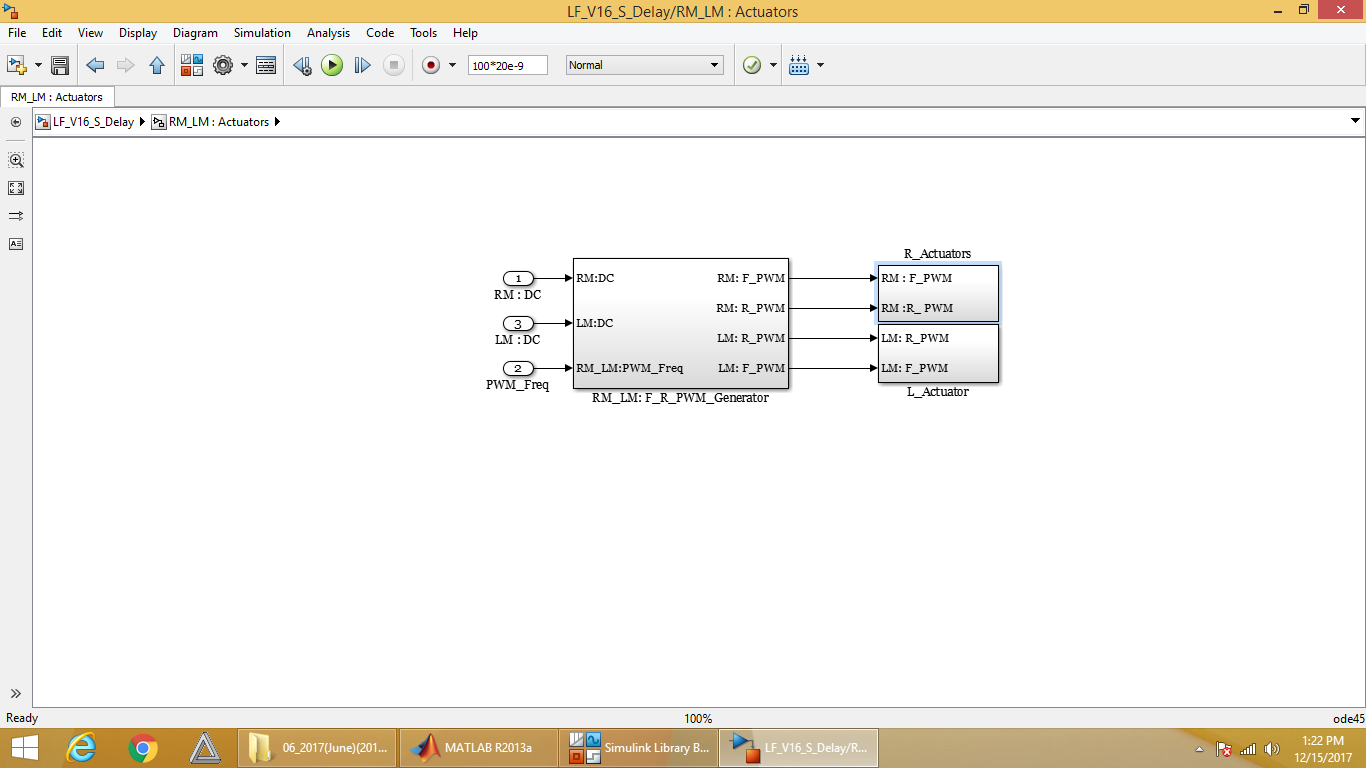 LF_V16_S_Delay/RM_LM : Actuators
File Edit View Display Diagram Simulation Analysis Code Tools Help
100*20e-9 Normal
RM_LM : Actuators
LF_V16_S_Delay RM_LM : Actuators
R_Actuators
1 RM:DC RM: F_PWM RM : F_PWM
RM : DC
RM: R_PWM RM :R_ PWM
3 LM:DC
LM : DC
LM: R_PWM LM: R_PWM
2 RM_LM:PWM_Freq LM: F_PWM LM: F_PWM
PWM_Freq
RM_LM: F_R_PWM_Generator L_Actuator
Ready 100% ode45
06_2017(June)(201... MATLAB R2013a Simulink Library B... LF_V16_S_Delay/R... 1:22 PM
12/15/2017